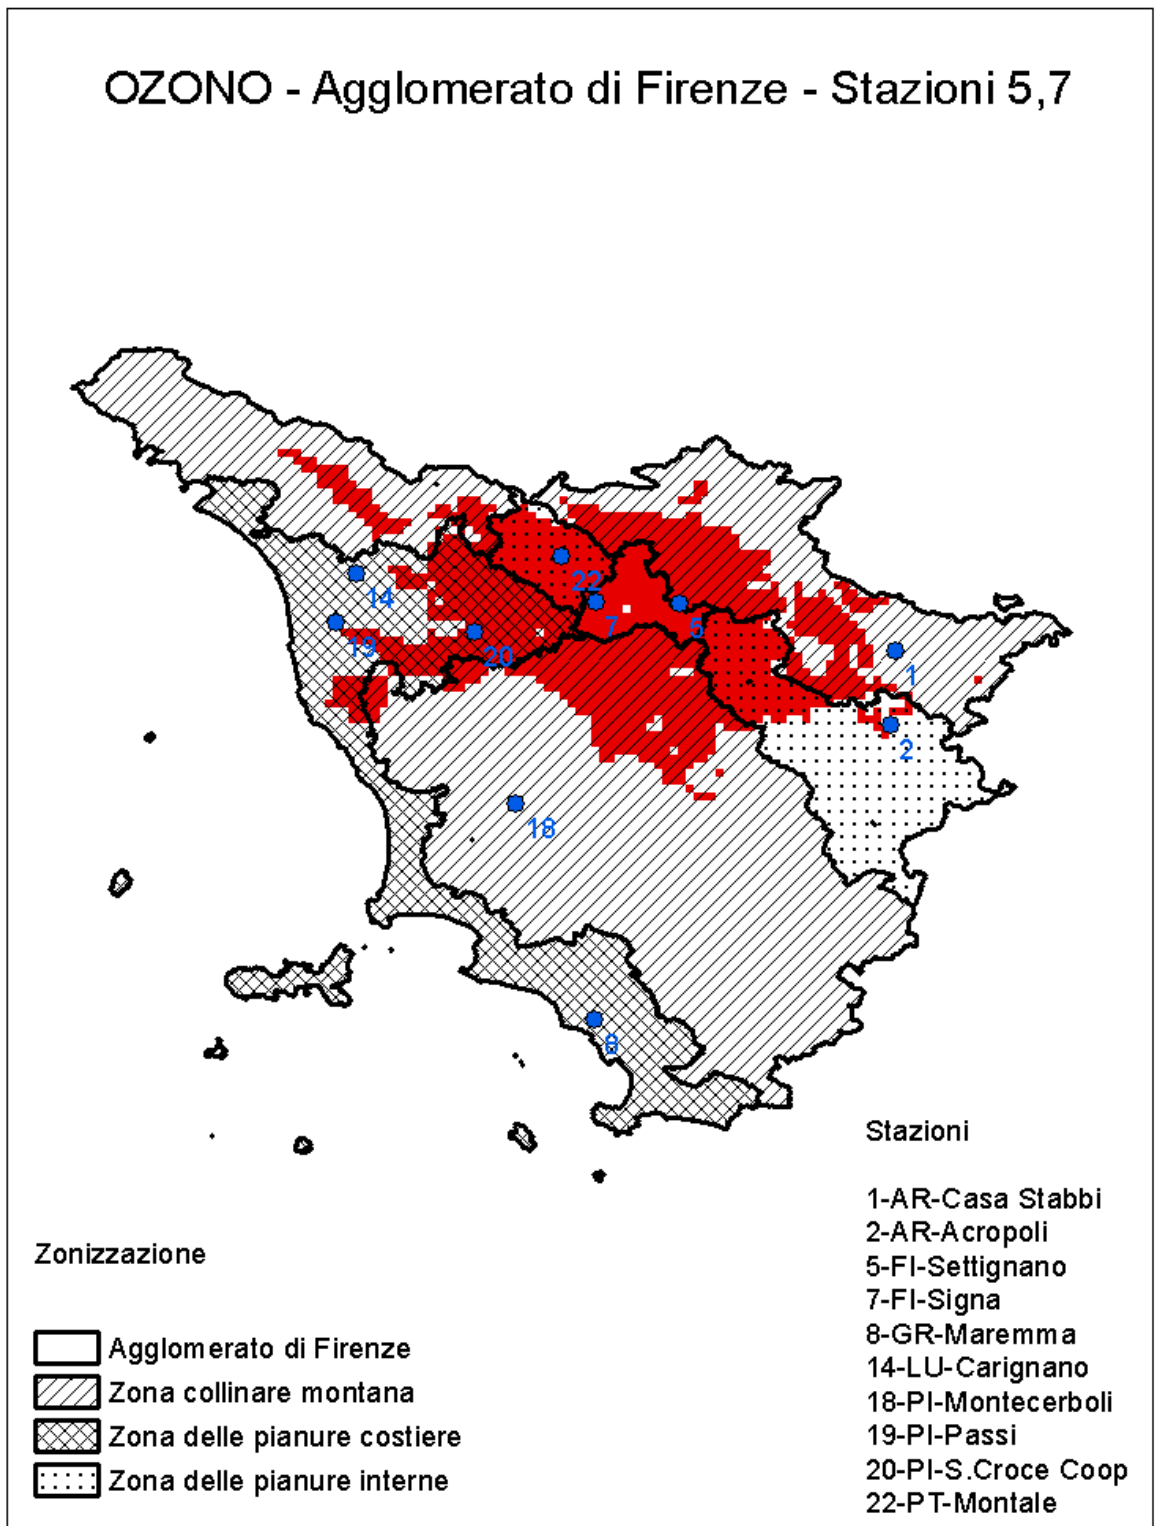 OZONO - Agglomerato di Firenze - Stazioni 5,7
22
14
7
5
19
20
1
2
18
8
Stazioni
1-AR-Casa Stabbi
2-AR-Acropoli
5-FI-Settignano
7-FI-Signa
8-GR-Maremma
14-LU-Carignano
18-PI-Montecerboli
19-PI-Passi
20-PI-S.Croce Coop
22-PT-Montale
Zonizzazione
Agglomerato di Firenze
Zona collinare montana
Zona delle pianure costiere
Zona delle pianure interne